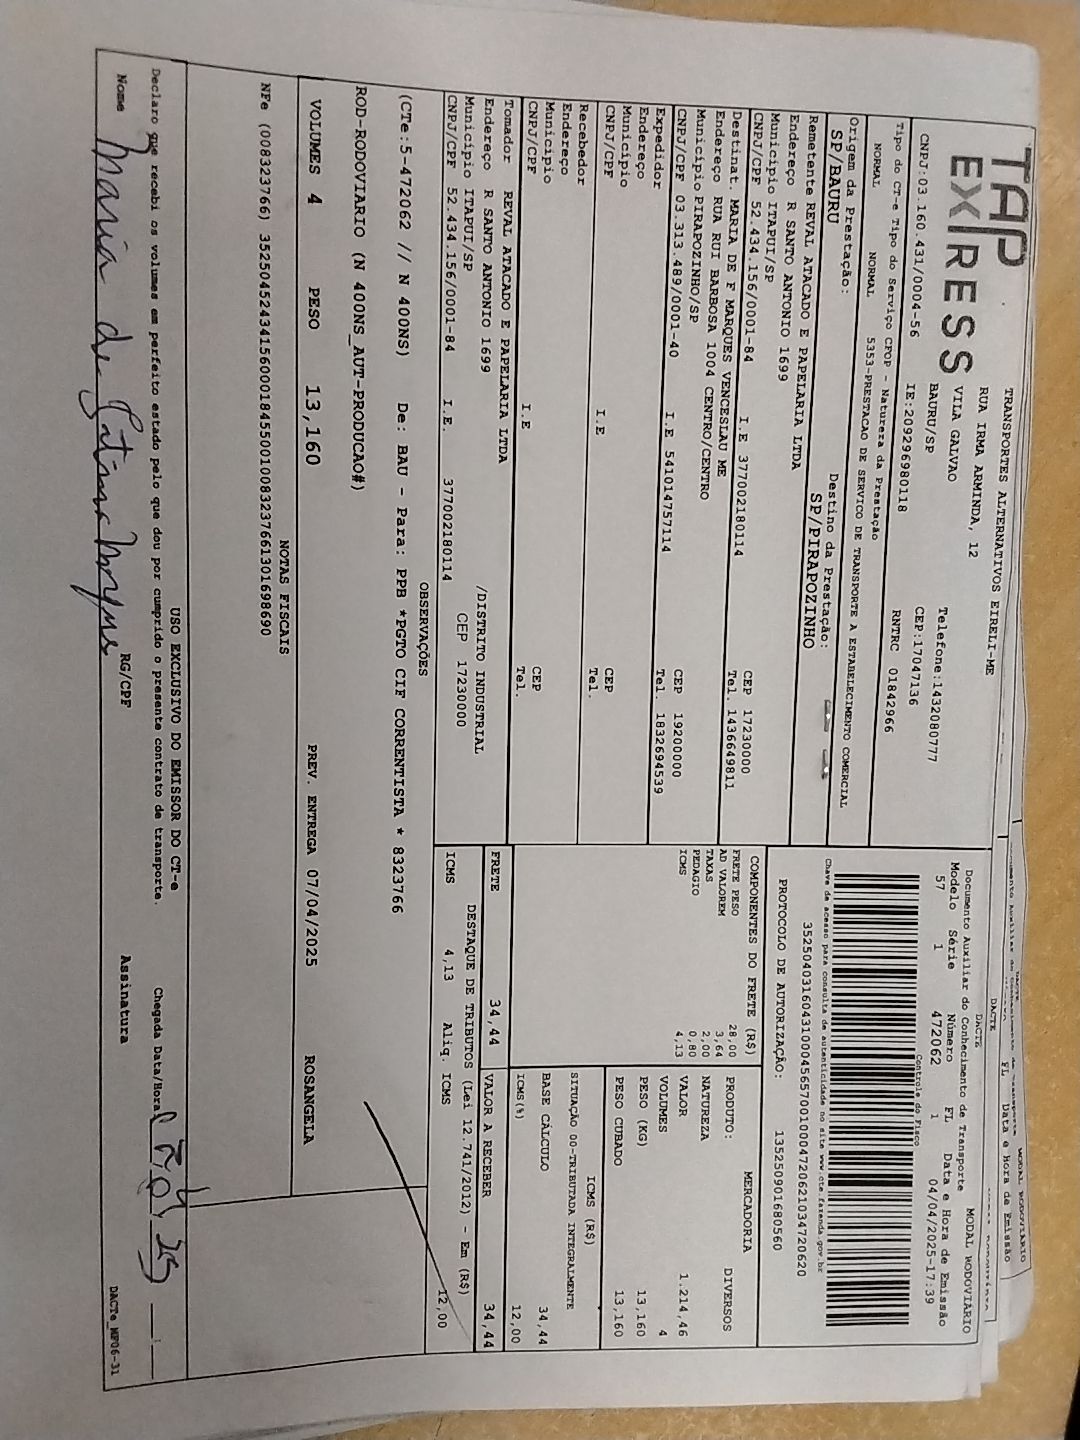 TAP
EXPRESS
TRANSPORTES ALTERNATIVOS EIRELI-ME
RUA IRMA ARMINDA, 12
VILA GALVAO
BAURU/SP
Telefone:1432080777
CEP:17047136
CNPJ:03.160.431/0004-56 IE:209296980118 RNTRC 01842966
Tipo do CT-e Tipo do Serviço CFOP - Natureza da Prestação
NORMAL NORMAL 5353-PRESTACAO DE SERVICO DE TRANSPORTE A ESTABELECIMENTO COMERCIAL
Origem da Prestação: Destino da Prestação:
SP/BAURU SP/PIRAPOZINHO
Remetente REVAL ATACADO E PAPELARIA LTDA
Endereço R SANTO ANTONIO 1699
Município ITAPUI/SP CEP 17230000
CNPJ/CPF 52.434.156/0001-84 I.E 377002180114 Tel. 1436649811
Destinat. MARIA DE F MARQUES VENCESLAU ME
Endereço RUA RUI BARBOSA 1004 CENTRO/CENTRO
Município PIRAPOZINHO/SP CEP 19200000
CNPJ/CPF 03.313.489/0001-40 I.E 541014757114 Tel. 1832694539
Expedidor
Endereço
Município CEP
CNPJ/CPF I.E Tel.
Recebedor
Endereço
Município CEP
CNPJ/CPF I.E Tel.
Tomador REVAL ATACADO E PAPELARIA LTDA
Endereço R SANTO ANTONIO 1699 /DISTRITO INDUSTRIAL
Município ITAPUI/SP CEP 17230000
CNPJ/CPF 52.434.156/0001-84 I.E. 377002180114
DACTE
Documento Auxiliar do Conhecimento de Transporte MODAL RODOVIÁRIO
Modelo Série Número FL Data e Hora de Emissão
57 1 472062 1 04/04/2025-17:39
Controle do Fisco
Chave de acesso para consulta de autenticidade no site www.cte.fazenda.gov.br
35250403160431000456570010004720621034720620
PROTOCOLO DE AUTORIZAÇÃO: 135250901680560
COMPONENTES DO FRETE (R$)
FRETE PESO 28,00
AD VALOREM 3,64
TAXAS 2,00
PEDAGIO 0,80
ICMS 4,13
MERCADORIA
PRODUTO: DIVERSOS
NATUREZA
VALOR 1.214,46
VOLUMES 4
PESO (KG) 13,160
PESO CUBADO 13,160
ICMS (R$)
SITUAÇÃO 00-TRIBUTADA INTEGRALMENTE
BASE CÁLCULO 34,44
ICMS(%) 12,00
FRETE 34,44 VALOR A RECEBER 34,44
DESTAQUE DE TRIBUTOS (Lei 12.741/2012) - Em (R$)
ICMS 4,13 Aliq. ICMS 12,00
OBSERVAÇÕES
(CTe:5-472062 // N 400NS) De: BAU - Para: PPB *PGTO CIF CORRENTISTA * 8323766
ROD-RODOVIARIO (N 400NS_AUT-PRODUCAO#)
VOLUMES 4 PESO 13,160 PREV. ENTREGA 07/04/2025 ROSANGELA
NOTAS FISCAIS
NFe (008323766) 35250452434156000184550010083237661301698690
USO EXCLUSIVO DO EMISSOR DO CT-e
Declaro que recebi os volumes em perfeito estado pelo que dou por cumprido o presente contrato de transporte. Chegada Data/Hora
Nome Maria de Fatima Marques RG/CPF Assinatura
DACTe_MF06-31